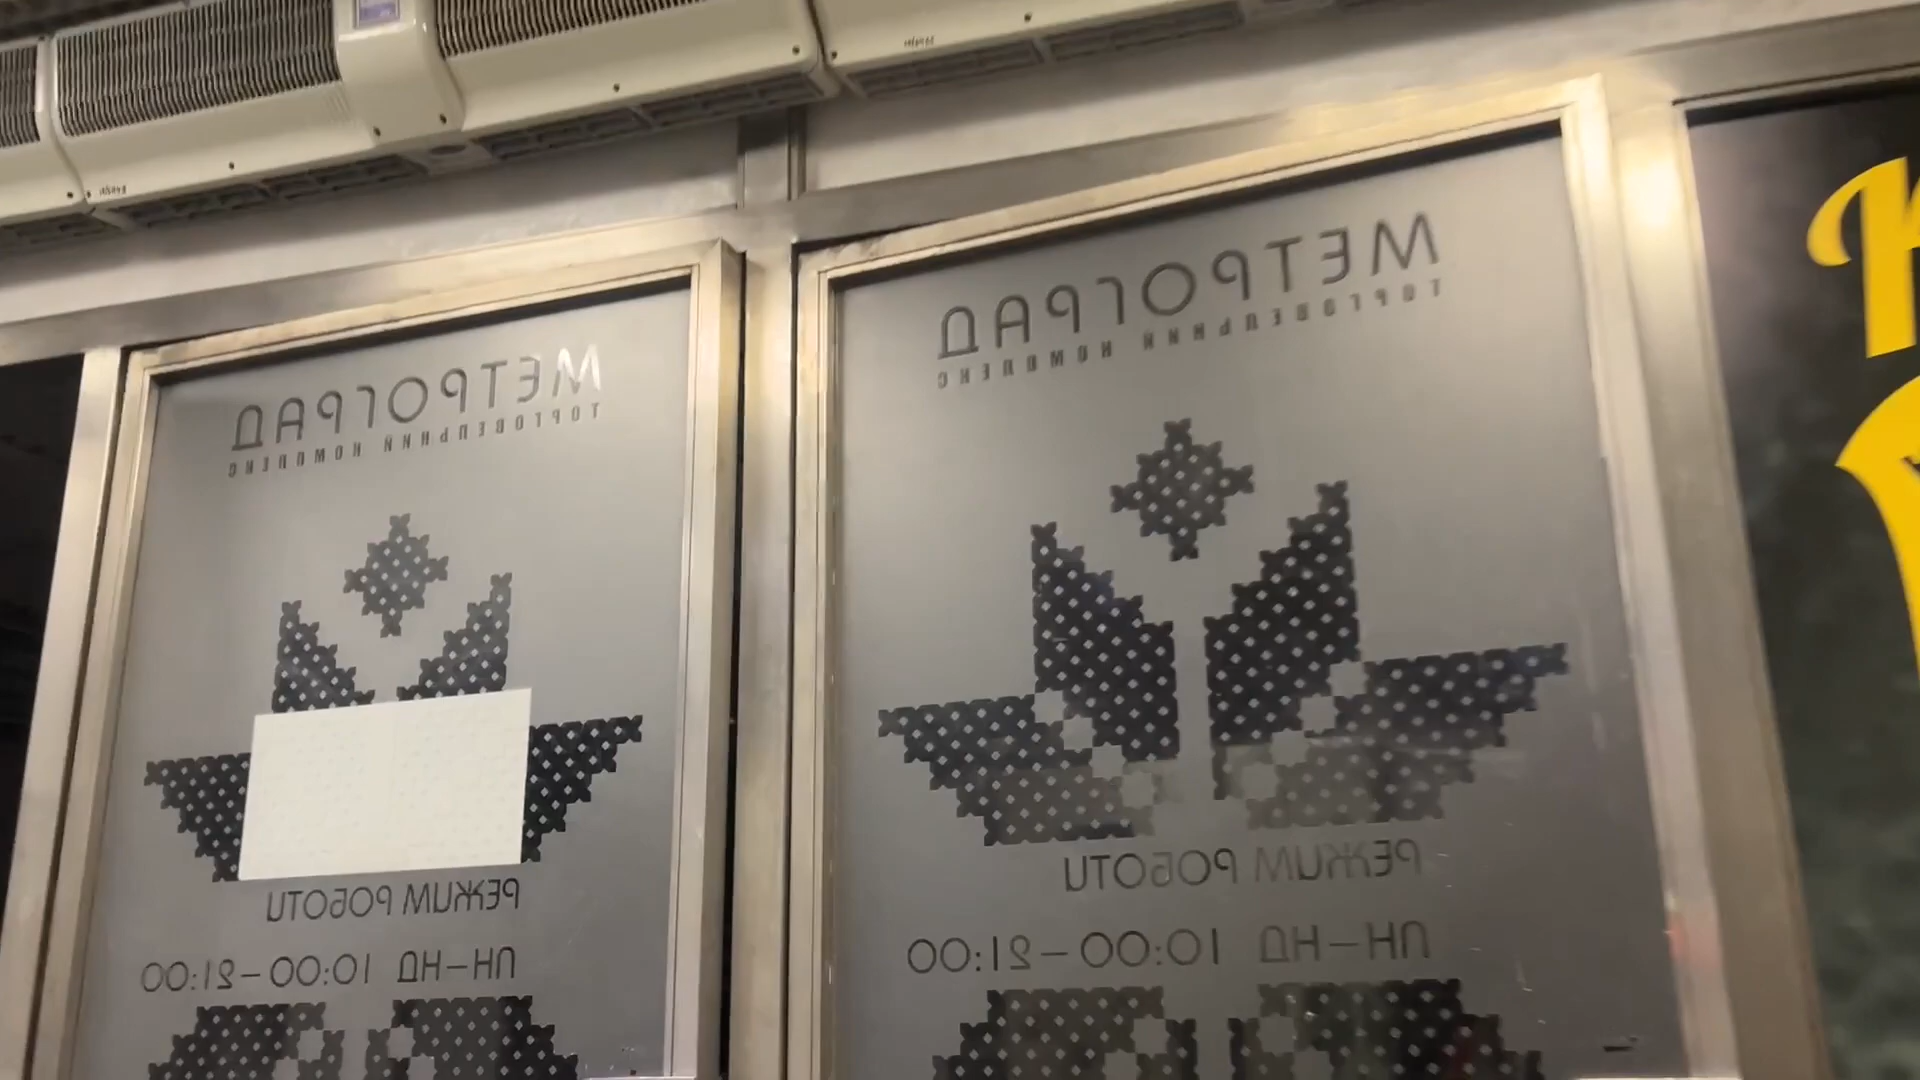 МЕТРОГРАД
ТОРГОВЕЛЬНИЙ КОМПЛЕКС
РЕЖИМ РОБОТИ
ПН–НД 10:00–21:00
МЕТРОГРАД
ТОРГОВЕЛЬНИЙ КОМПЛЕКС
РЕЖИМ РОБОТИ
ПН–НД 10:00–21:00